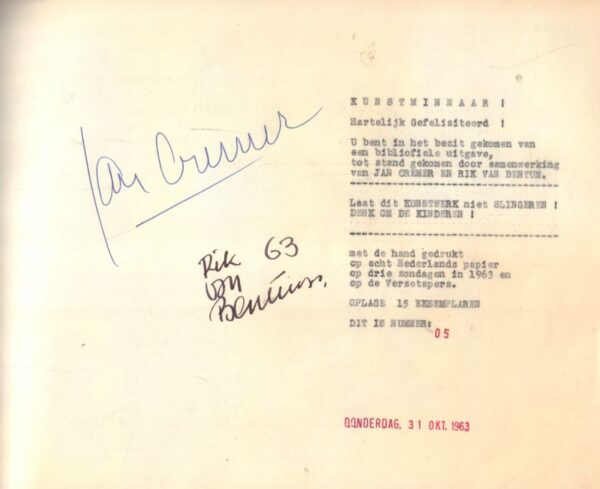 Jan Cremer
Rik 63
van
Bentum.
KUNSTMINNAAR !
Hartelijk Gefelisiteerd !
U bent in het bezit gekomen van
een bibliofiele uitgave,
tot stand gekomen door samenwerking
van JAN CREMER EN RIK VAN BENTUM.
Laat dit KUNSTWERK niet SLINGEREN !
DENK OM DE KINDEREN !
met de hand gedrukt
op echt Nederlands papier
op drie zondagen in 1963 en
op de Verzetspers.
OPLAGE 15 EKSEMPLAREN
DIT IS NUMMER:
05
DONDERDAG, 31 OKT. 1963